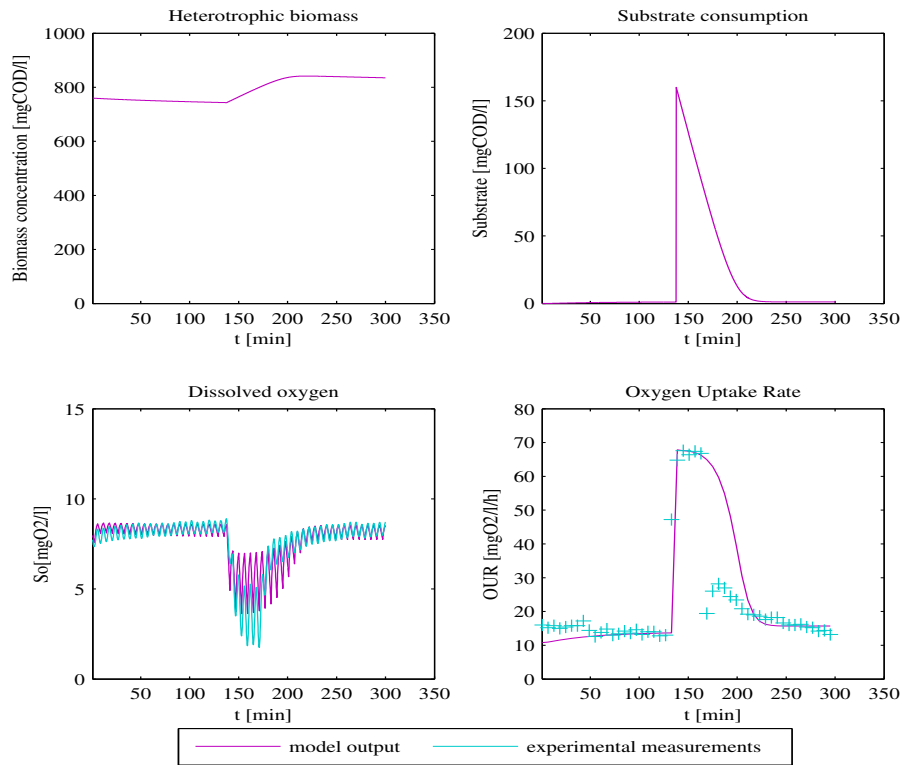 Heterotrophic biomass
Biomass concentration [mgCOD/l]
1000
800
600
400
200
0
50 100 150 200 250 300 350
t [min]
Substrate consumption
Substrate [mgCOD/l]
200
150
100
50
0
50 100 150 200 250 300 350
t [min]
Dissolved oxygen
So[mgO2/l]
15
10
5
0
50 100 150 200 250 300 350
t [min]
Oxygen Uptake Rate
OUR [mgO2/l/h]
80
70
60
50
40
30
20
10
0
50 100 150 200 250 300 350
t [min]
model output
experimental measurements